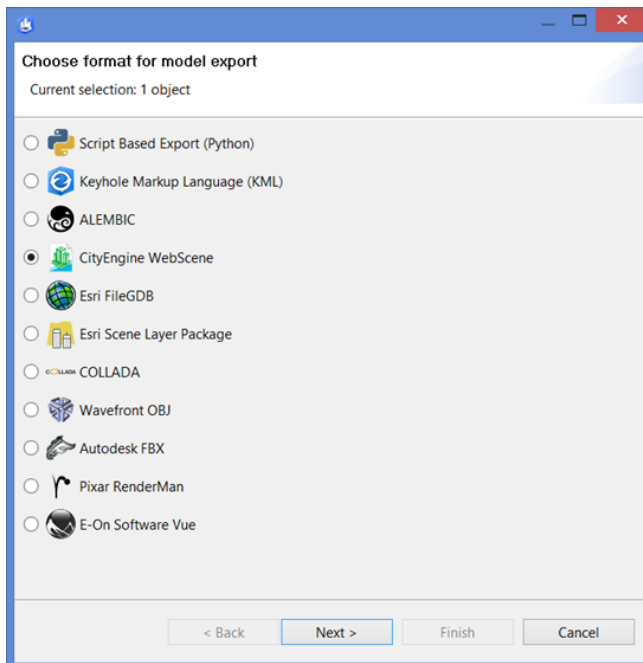 Choose format for model export
Current selection: 1 object
Script Based Export (Python)
Keyhole Markup Language (KML)
ALEMBIC
CityEngine WebScene
Esri FileGDB
Esri Scene Layer Package
COLLADA COLLADA
Wavefront OBJ
Autodesk FBX
Pixar RenderMan
E-On Software Vue
< Back Next > Finish Cancel